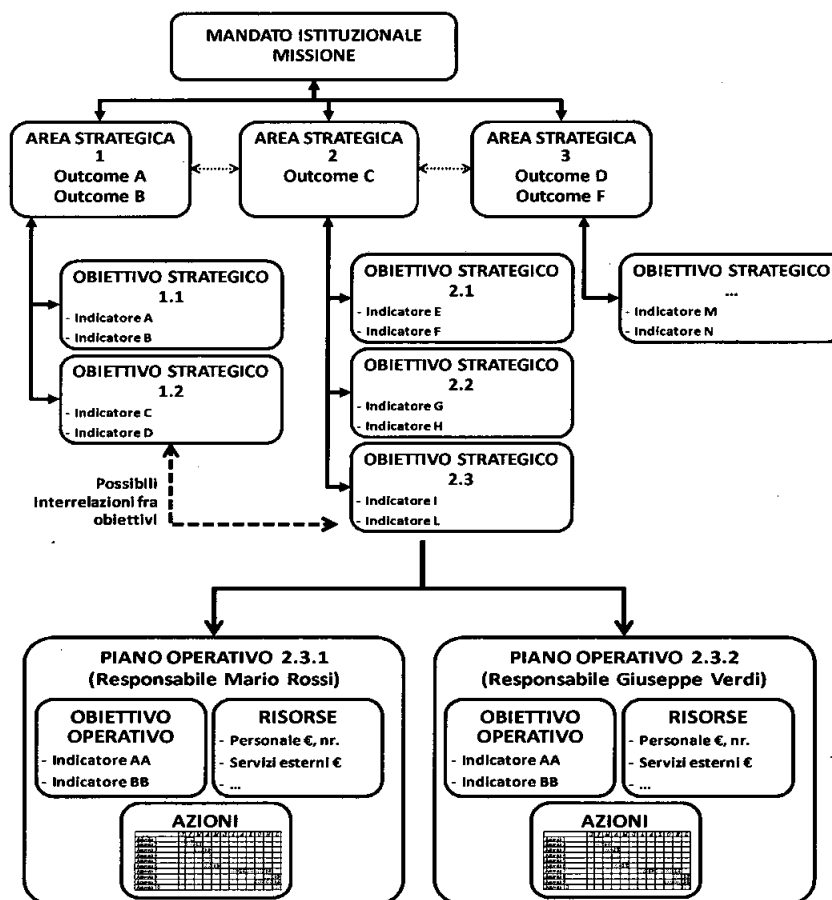 MANDATO ISTITUZIONALE
MISSIONE
AREA STRATEGICA
1
Outcome A
Outcome B
AREA STRATEGICA
2
Outcome C
AREA STRATEGICA
3
Outcome D
Outcome F
OBIETTIVO STRATEGICO
1.1
- Indicatore A
- Indicatore B
OBIETTIVO STRATEGICO
1.2
- Indicatore C
- Indicatore D
OBIETTIVO STRATEGICO
2.1
- Indicatore E
- Indicatore F
OBIETTIVO STRATEGICO
2.2
- Indicatore G
- Indicatore H
OBIETTIVO STRATEGICO
2.3
- Indicatore I
- Indicatore L
OBIETTIVO STRATEGICO
...
- Indicatore M
- Indicatore N
Possibili
interrelazioni fra
obiettivi
PIANO OPERATIVO 2.3.1
(Responsabile Mario Rossi)
OBIETTIVO
OPERATIVO
- Indicatore AA
- Indicatore BB
RISORSE
- Personale €, nr.
- Servizi esterni €
- ...
AZIONI
PIANO OPERATIVO 2.3.2
(Responsabile Giuseppe Verdi)
OBIETTIVO
OPERATIVO
- Indicatore AA
- Indicatore BB
RISORSE
- Personale €, nr.
- Servizi esterni €
- ...
AZIONI